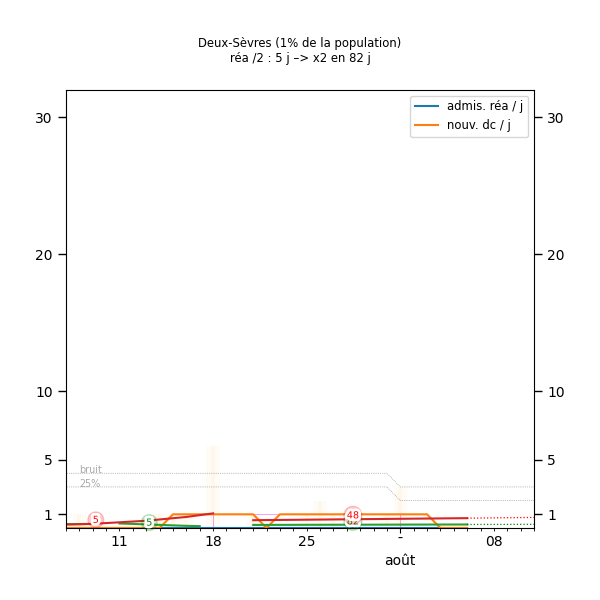 Deux-Sèvres (1% de la population)
réa /2 : 5 j –> x2 en 82 j
admis. réa / j
nouv. dc / j
30 30
20 20
10 10
5 5
bruit
25%
1 1
5 5 48
11 18 25 - 08
août